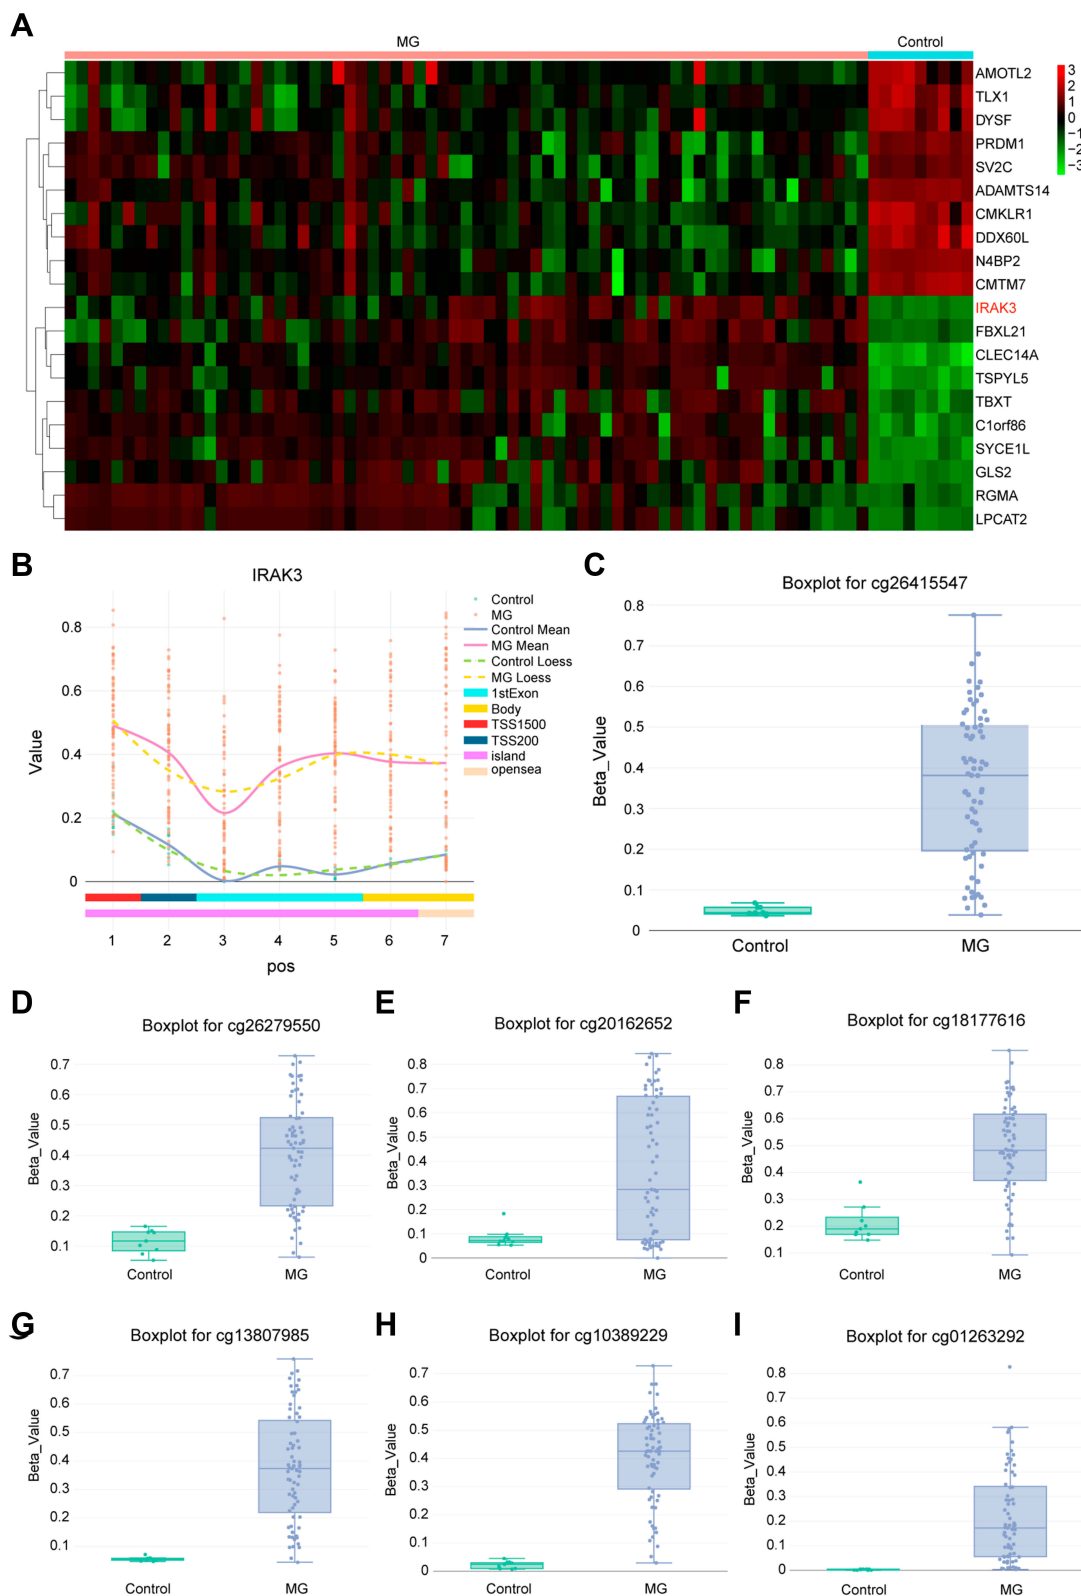 A
MG Control
AMOTL2
TLX1
DYSF
PRDM1
SV2C
ADAMTS14
CMKLR1
DDX60L
N4BP2
CMTM7
IRAK3
FBXL21
CLEC14A
TSPYL5
TBXT
C1orf86
SYCE1L
GLS2
RGMA
LPCAT2
3
2
1
0
−1
−2
−3
B
IRAK3
Value
0.8
0.6
0.4
0.2
0
1 2 3 4 5 6 7
pos
Control
MG
Control Mean
MG Mean
Control Loess
MG Loess
1stExon
Body
TSS1500
TSS200
island
opensea
C
Boxplot for cg26415547
Beta_Value
0.8
0.7
0.6
0.5
0.4
0.3
0.2
0.1
0
Control MG
D
Boxplot for cg26279550
Beta_Value
0.7
0.6
0.5
0.4
0.3
0.2
0.1
Control MG
E
Boxplot for cg20162652
Beta_Value
0.8
0.7
0.6
0.5
0.4
0.3
0.2
0.1
0
Control MG
F
Boxplot for cg18177616
Beta_Value
0.8
0.7
0.6
0.5
0.4
0.3
0.2
0.1
Control MG
G
Boxplot for cg13807985
Beta_Value
0.7
0.6
0.5
0.4
0.3
0.2
0.1
Control MG
H
Boxplot for cg10389229
Beta_Value
0.7
0.6
0.5
0.4
0.3
0.2
0.1
0
Control MG
I
Boxplot for cg01263292
Beta_Value
0.8
0.7
0.6
0.5
0.4
0.3
0.2
0.1
0
Control MG